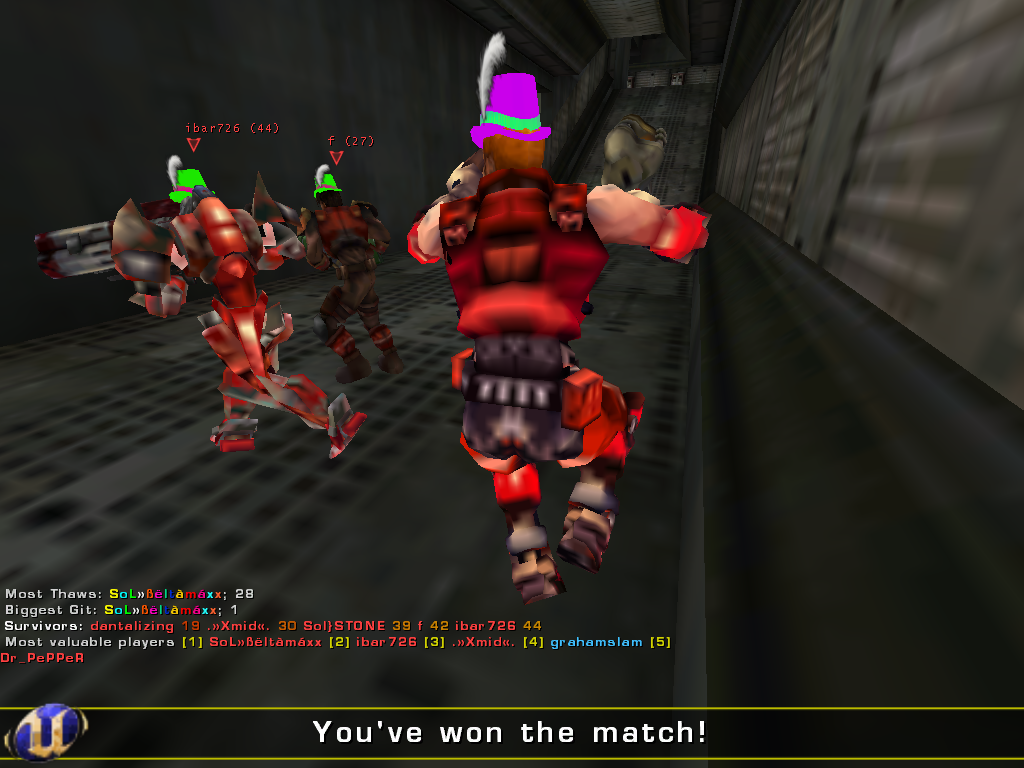 ibar726 (44)
f (27)
Most Thaws: SoL»ßêltàmáxx; 28
Biggest Git: SoL»ßêltàmáxx; 1
Survivors: dantalizing 19 .»Xmid«. 30 Sol}STONE 39 f 42 ibar726 44
Most valuable players [1] SoL»ßêltàmáxx [2] ibar726 [3] .»Xmid«. [4] grahamslam [5]
Dr_PePPeR
You've won the match!